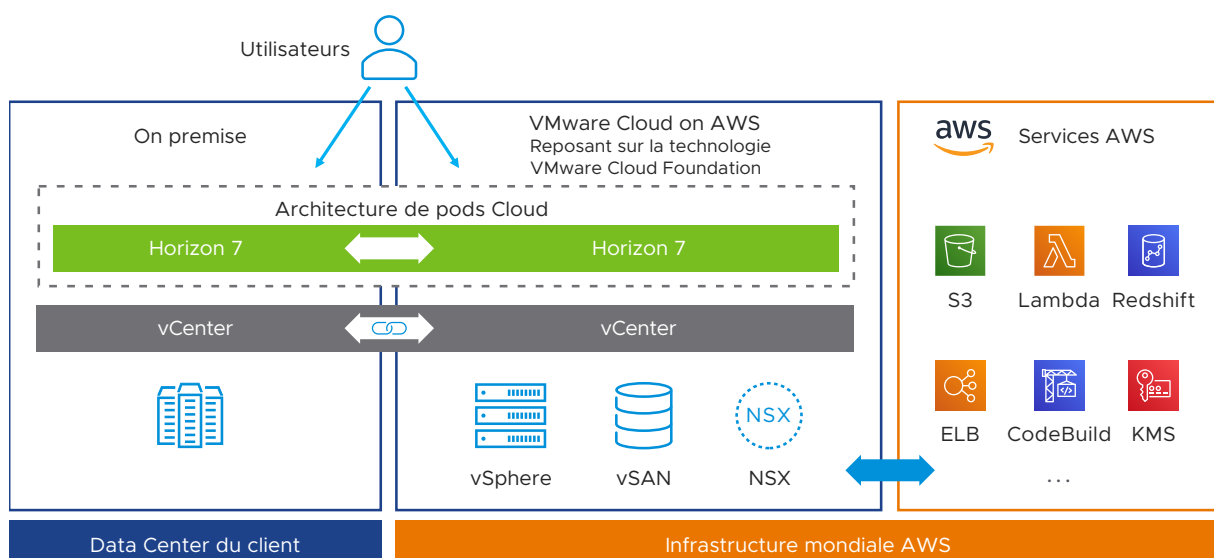 Utilisateurs
On premise
VMware Cloud on AWS
Reposant sur la technologie
VMware Cloud Foundation
aws
Services AWS
Architecture de pods Cloud
Horizon 7
Horizon 7
vCenter
vCenter
S3
Lambda
Redshift
NSX
ELB
CodeBuild
KMS
vSphere
vSAN
NSX
...
Data Center du client
Infrastructure mondiale AWS